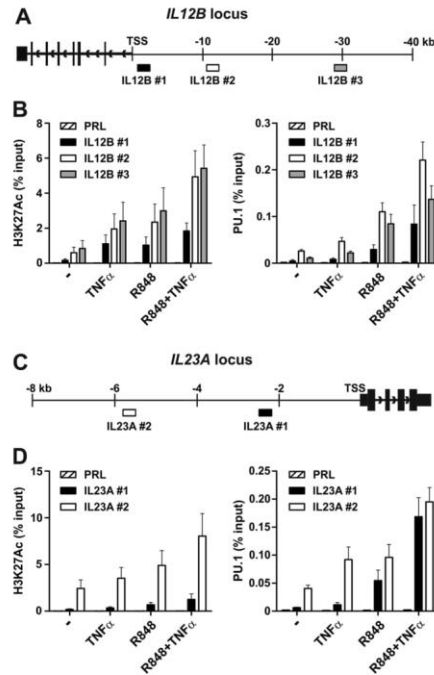 A
IL12B locus
TSS
-10
-20
-30
-40 kb
IL12B #1
IL12B #2
IL12B #3
B
H3K27Ac (% input)
8
6
4
2
0
PRL
IL12B #1
IL12B #2
IL12B #3
-
TNFα
R848
R848+TNFα
PU.1 (% input)
0.3
0.2
0.1
0
PRL
IL12B #1
IL12B #2
IL12B #3
-
TNFα
R848
R848+TNFα
C
IL23A locus
-8 kb
-6
-4
-2
TSS
IL23A #2
IL23A #1
D
H3K27Ac (% input)
15
10
5
0
PRL
IL23A #1
IL23A #2
-
TNFα
R848
R848+TNFα
PU.1 (% input)
0.25
0.20
0.15
0.10
0.05
0
PRL
IL23A #1
IL23A #2
-
TNFα
R848
R848+TNFα